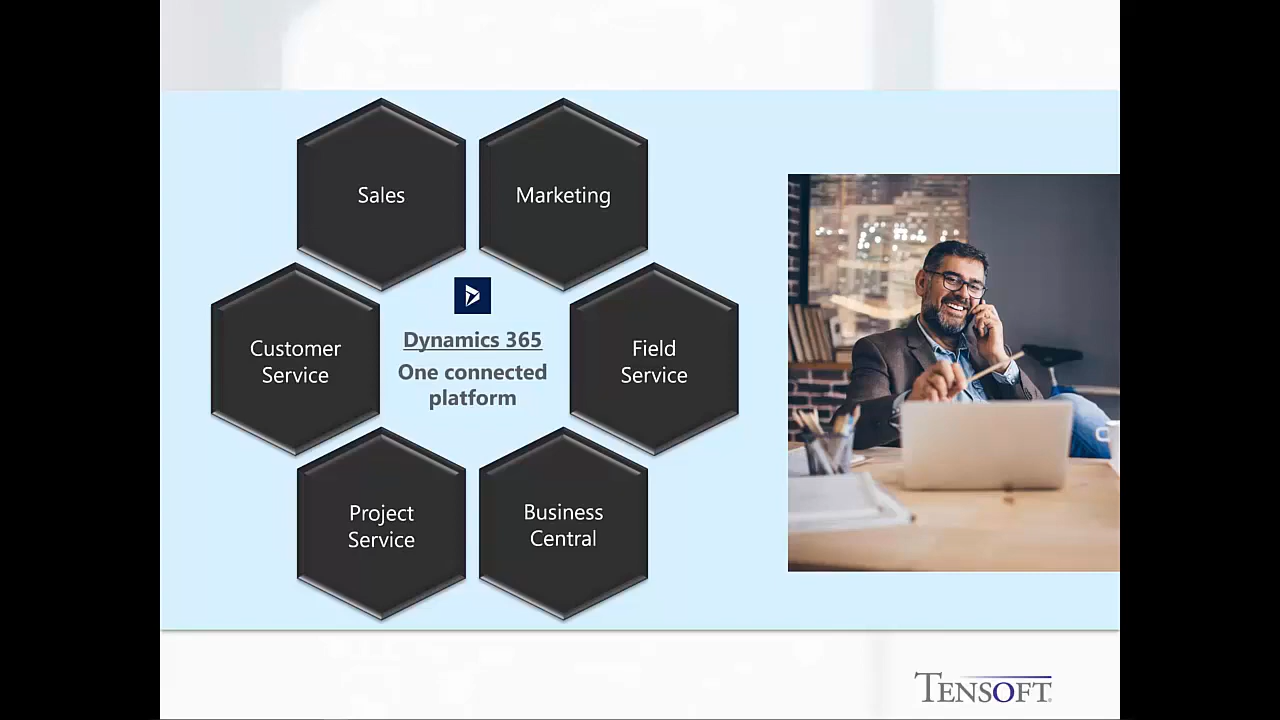 Sales
Marketing
Customer
Service
Dynamics 365
One connected
platform
Field
Service
Project
Service
Business
Central
TENSOFT